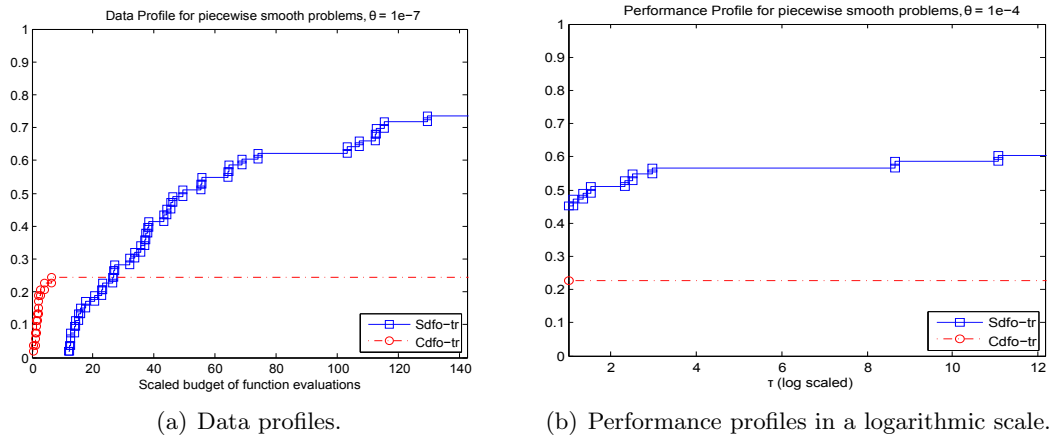 Data Profile for piecewise smooth problems, θ = 1e−7
1
0.9
0.8
0.7
0.6
0.5
0.4
0.3
0.2
0.1
0
0 20 40 60 80 100 120 140
Scaled budget of function evaluations
Sdfo−tr
Cdfo−tr
(a) Data profiles.
Performance Profile for piecewise smooth problems, θ = 1e−4
1
0.9
0.8
0.7
0.6
0.5
0.4
0.3
0.2
0.1
0
2 4 6 8 10 12
τ (log scaled)
Sdfo−tr
Cdfo−tr
(b) Performance profiles in a logarithmic scale.